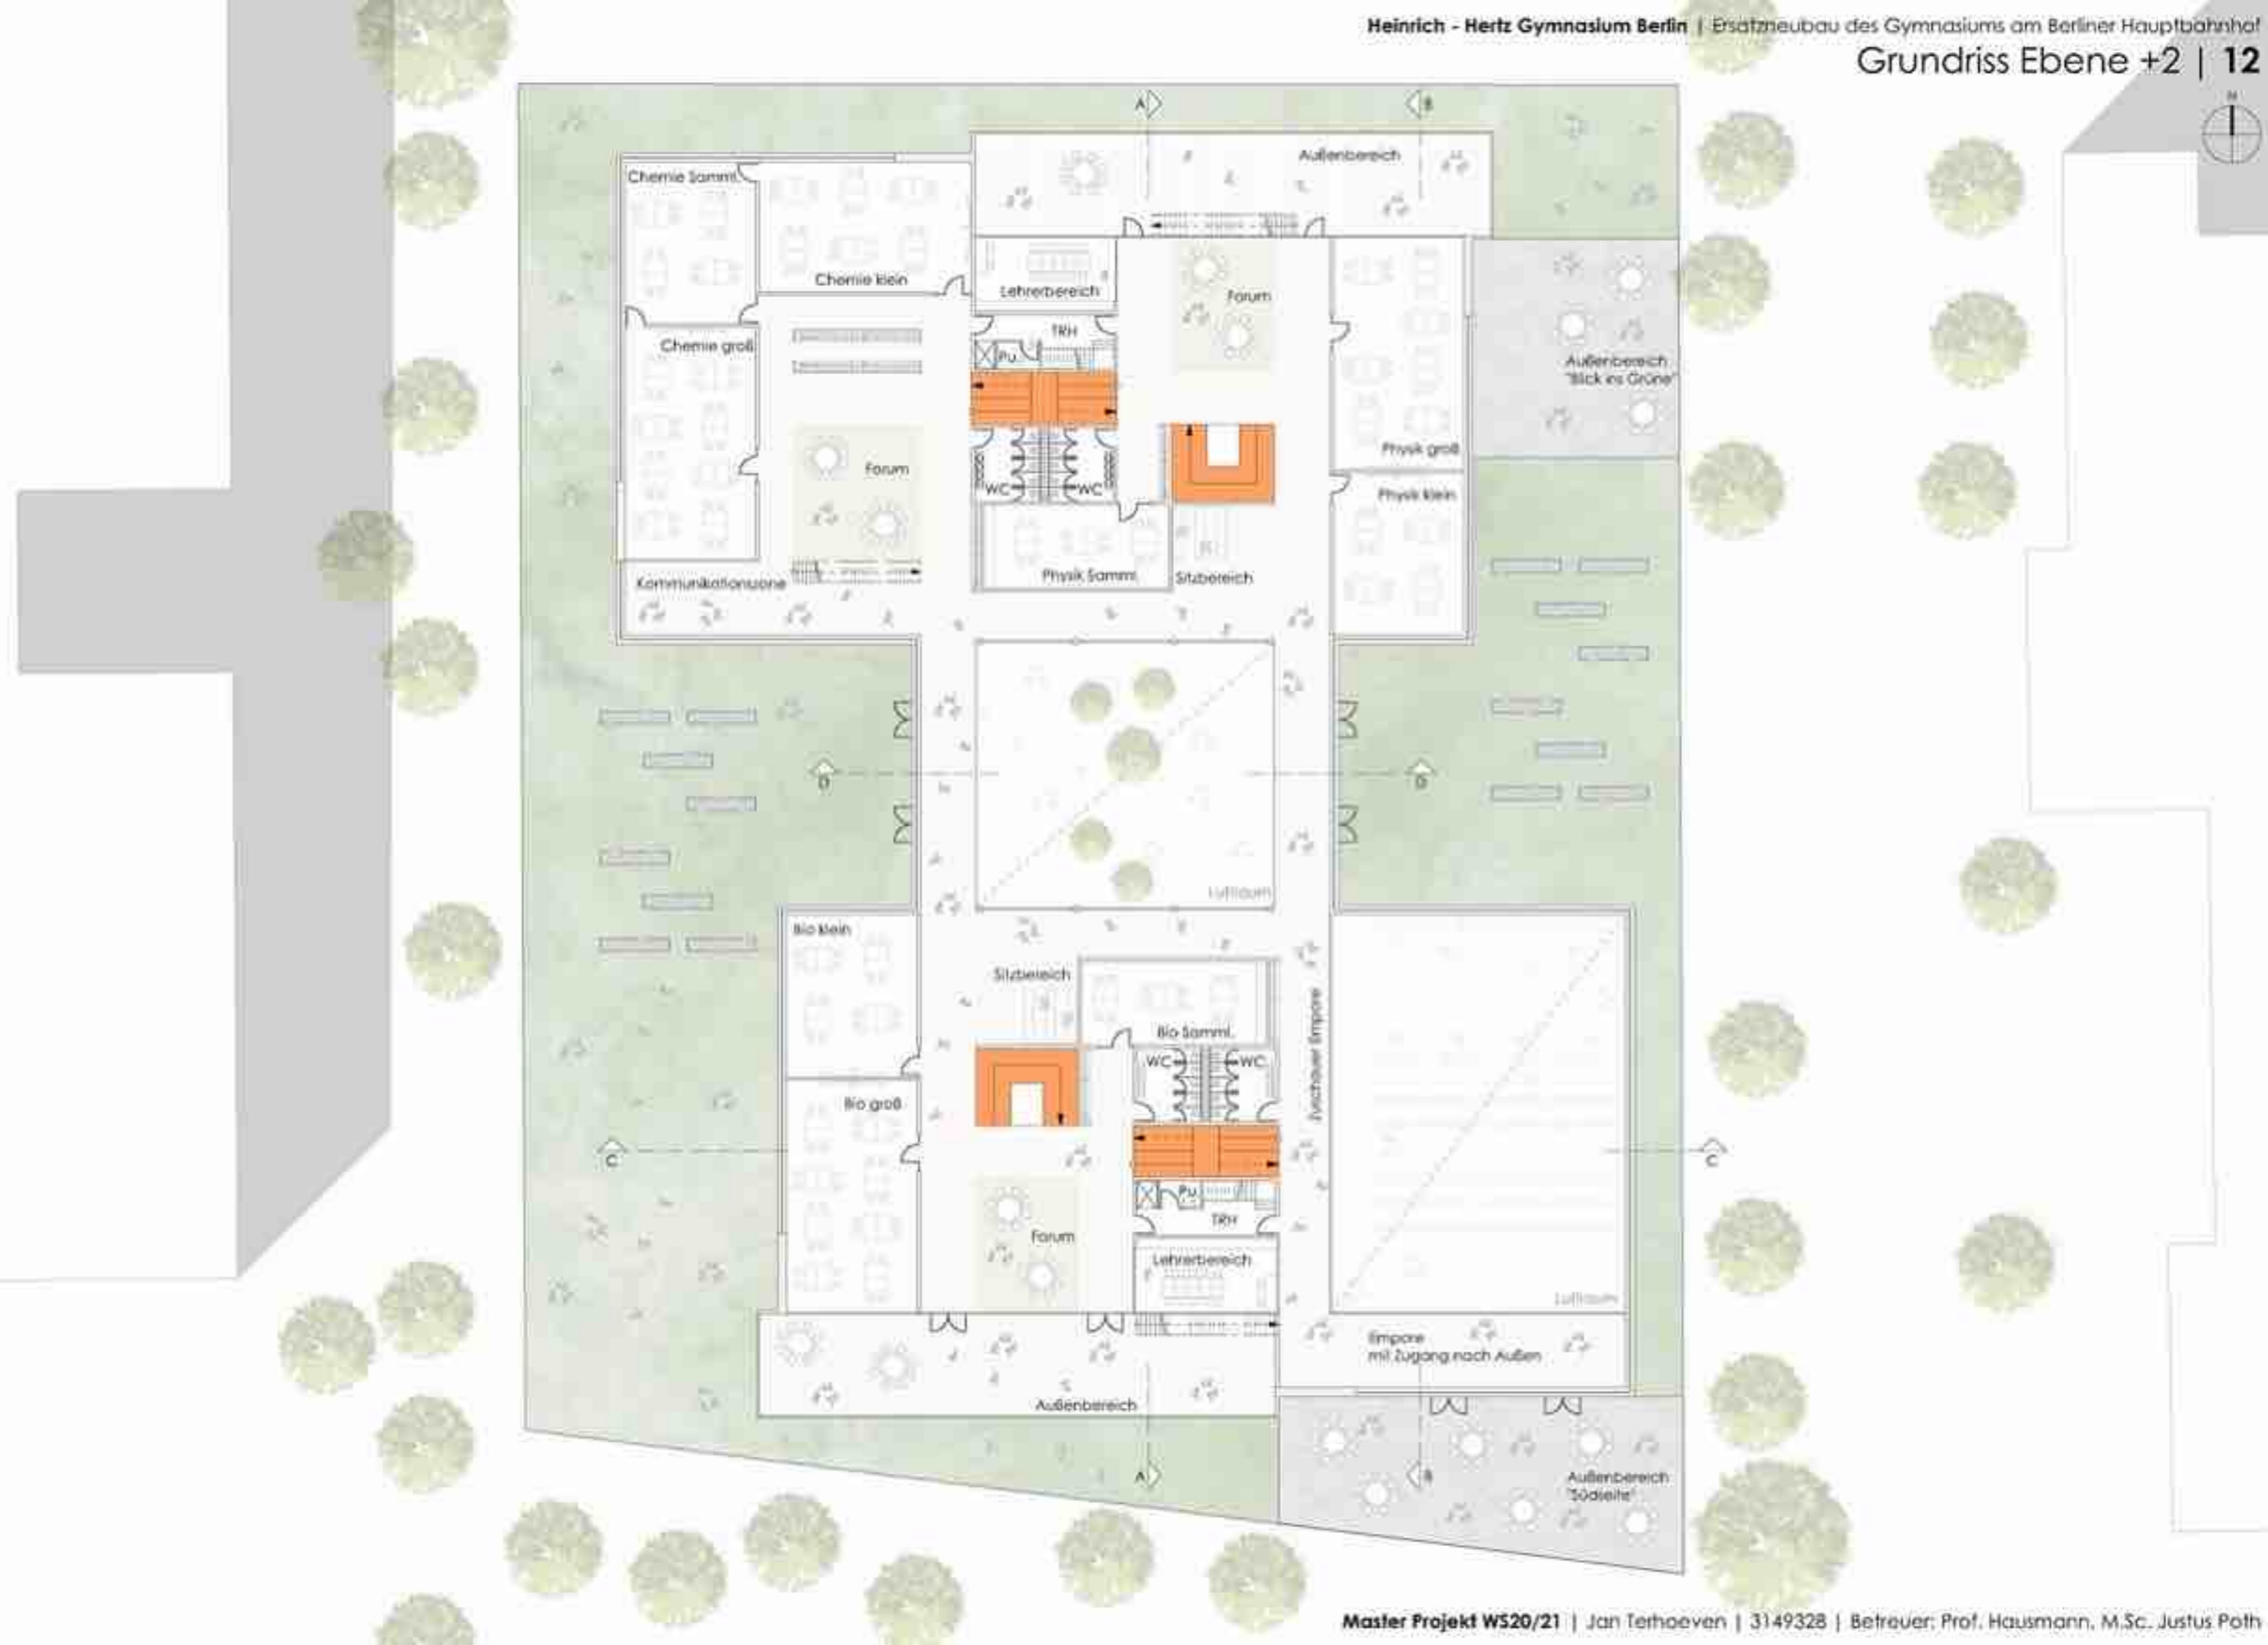 Heinrich - Hertz Gymnasium Berlin | Ersatzneubau des Gymnasiums am Berliner Hauptbahnhof
Grundriss Ebene +2 | 12
N
A
B
Außenbereich
Chemie Samml.
Chemie klein
Lehrerbereich
Forum
TRH
Pu.
Chemie groß
Außenbereich
"Blick ins Grüne"
Physik groß
Forum
WC
WC
Physik klein
Kommunikationszone
Physik Samml.
Sitzbereich
D
D
Luftraum
Bio klein
Sitzbereich
Bio Samml.
Zuschauer Empore
WC
WC
Bio groß
C
C
Pu.
TRH
Forum
Lehrerbereich
Luftraum
Empore
mit Zugang nach Außen
Außenbereich
A
B
Außenbereich
"Südseite"
Master Projekt WS20/21 | Jan Terhoeven | 3149328 | Betreuer: Prof. Hausmann, M.Sc. Justus Poth